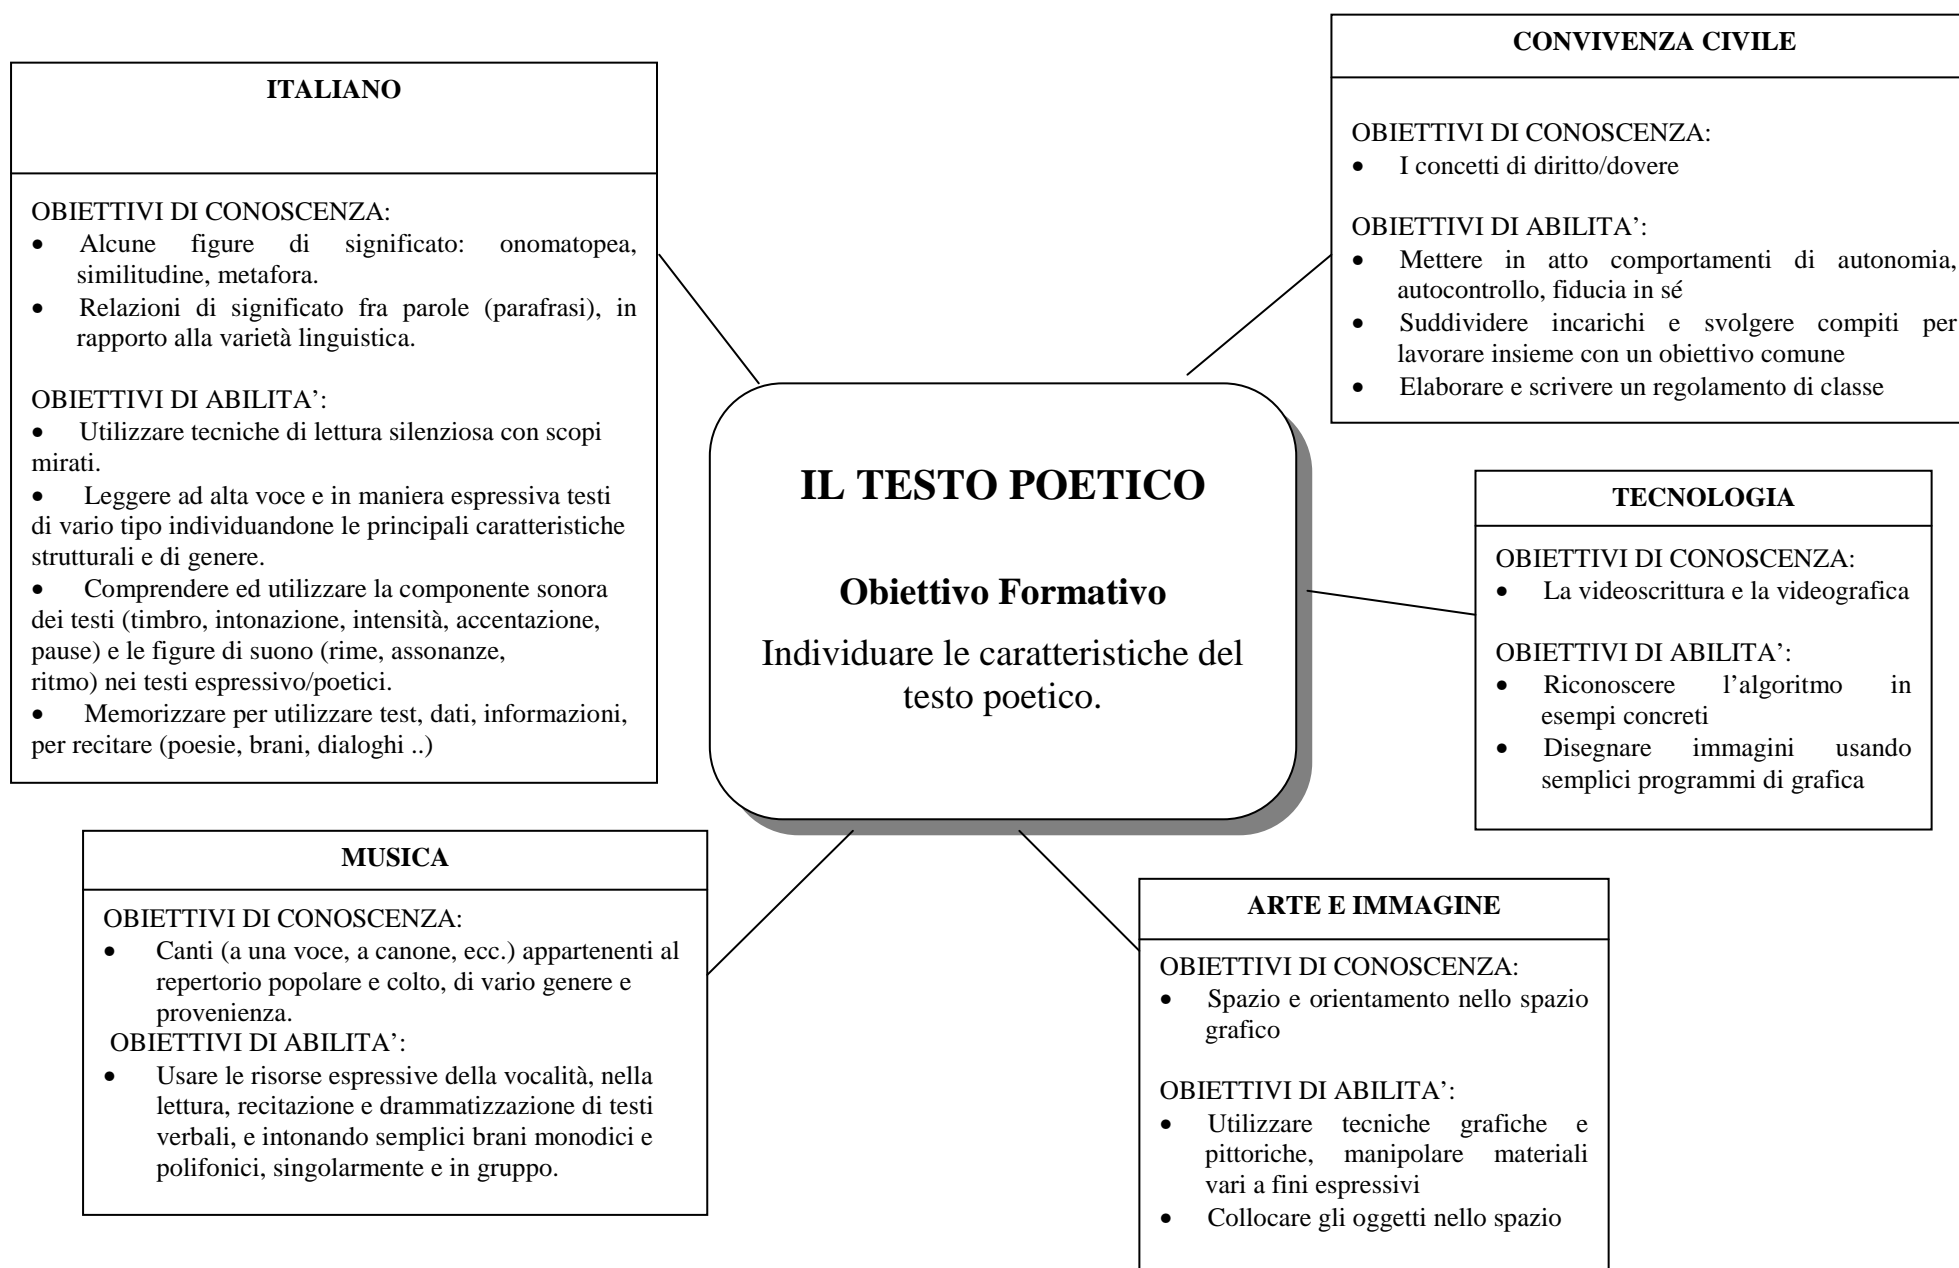 ITALIANO
OBIETTIVI DI CONOSCENZA:
• Alcune figure di significato: onomatopea,
similitudine, metafora.
• Relazioni di significato fra parole (parafrasi), in
rapporto alla varietà linguistica.
OBIETTIVI DI ABILITA’:
• Utilizzare tecniche di lettura silenziosa con scopi
mirati.
• Leggere ad alta voce e in maniera espressiva testi
di vario tipo individuandone le principali caratteristiche
strutturali e di genere.
• Comprendere ed utilizzare la componente sonora
dei testi (timbro, intonazione, intensità, accentazione,
pause) e le figure di suono (rime, assonanze,
ritmo) nei testi espressivo/poetici.
• Memorizzare per utilizzare test, dati, informazioni,
per recitare (poesie, brani, dialoghi ..)
CONVIVENZA CIVILE
OBIETTIVI DI CONOSCENZA:
• I concetti di diritto/dovere
OBIETTIVI DI ABILITA’:
• Mettere in atto comportamenti di autonomia,
autocontrollo, fiducia in sé
• Suddividere incarichi e svolgere compiti per
lavorare insieme con un obiettivo comune
• Elaborare e scrivere un regolamento di classe
IL TESTO POETICO
Obiettivo Formativo
Individuare le caratteristiche del
testo poetico.
TECNOLOGIA
OBIETTIVI DI CONOSCENZA:
• La videoscrittura e la videografica
OBIETTIVI DI ABILITA’:
• Riconoscere l’algoritmo in
esempi concreti
• Disegnare immagini usando
semplici programmi di grafica
MUSICA
OBIETTIVI DI CONOSCENZA:
• Canti (a una voce, a canone, ecc.) appartenenti al
repertorio popolare e colto, di vario genere e
provenienza.
OBIETTIVI DI ABILITA’:
• Usare le risorse espressive della vocalità, nella
lettura, recitazione e drammatizzazione di testi
verbali, e intonando semplici brani monodici e
polifonici, singolarmente e in gruppo.
ARTE E IMMAGINE
OBIETTIVI DI CONOSCENZA:
• Spazio e orientamento nello spazio
grafico
OBIETTIVI DI ABILITA’:
• Utilizzare tecniche grafiche e
pittoriche, manipolare materiali
vari a fini espressivi
• Collocare gli oggetti nello spazio